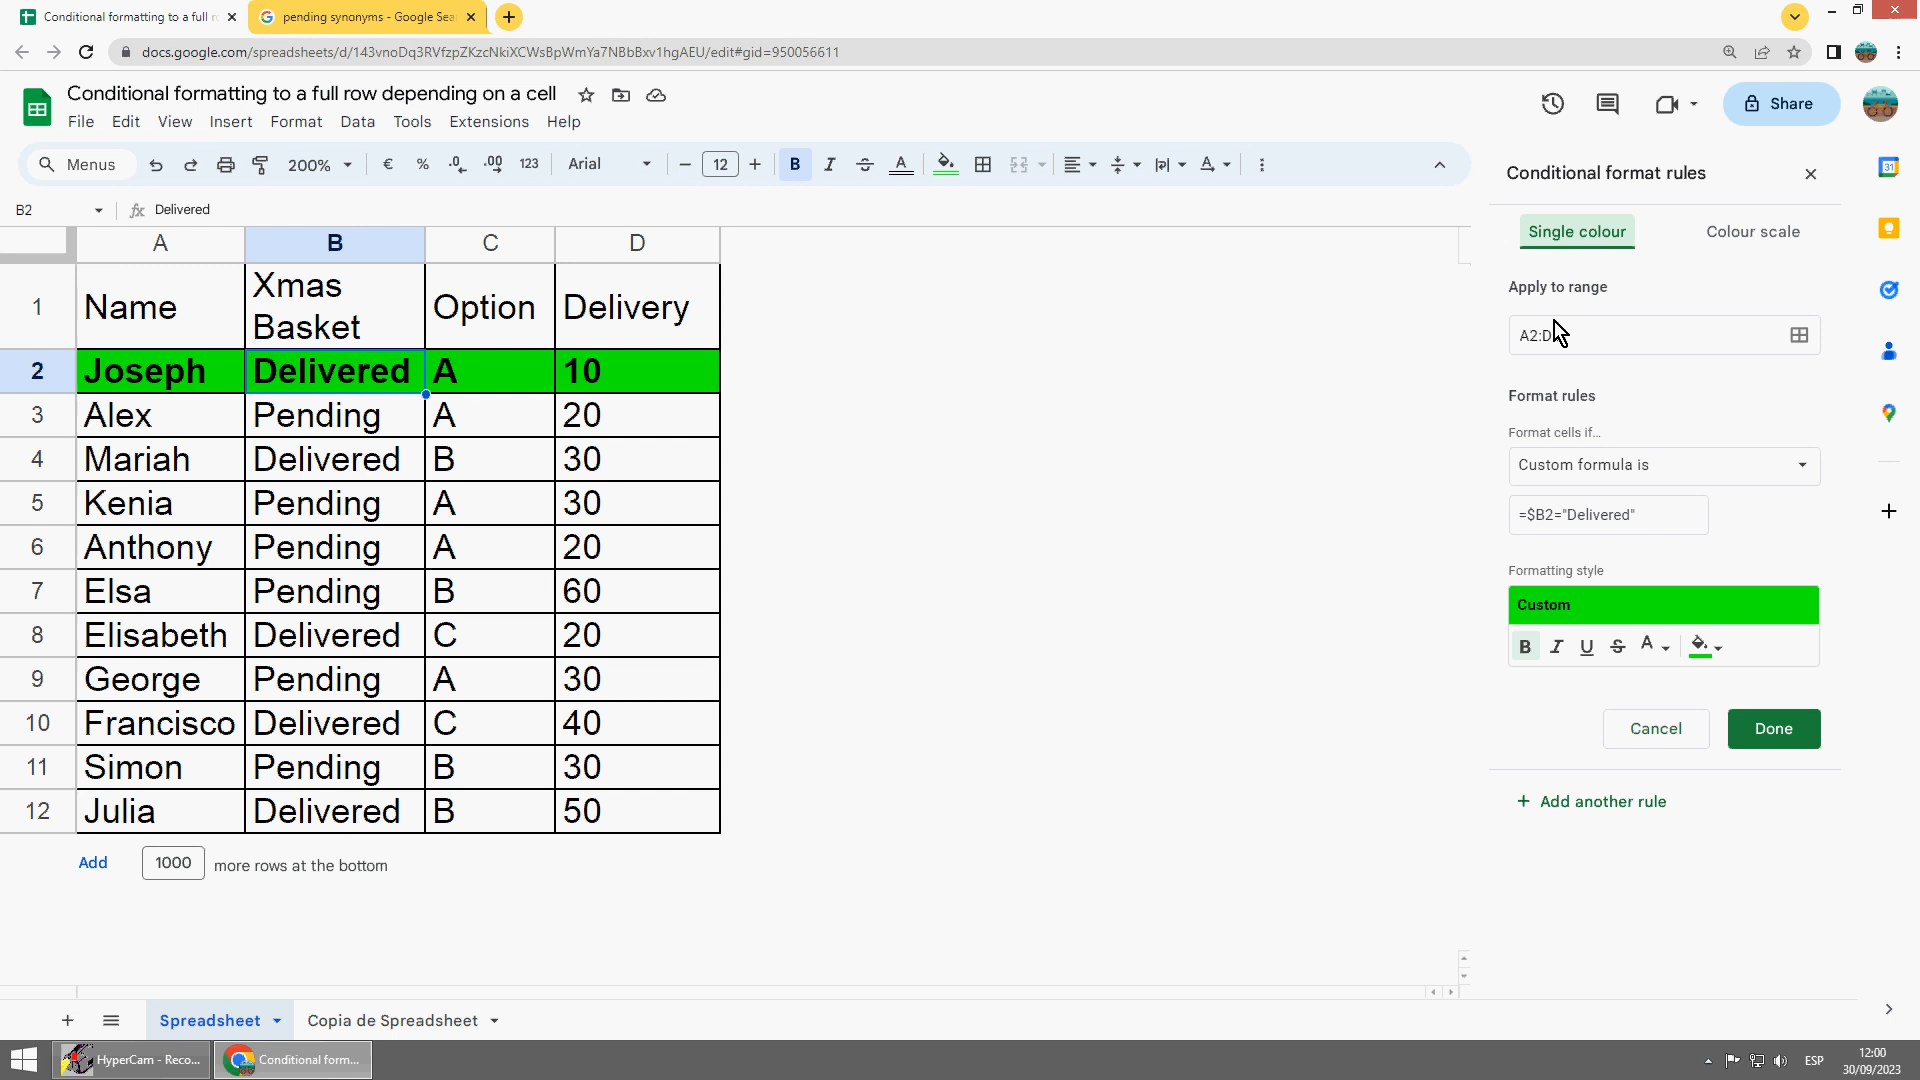 Conditional formatting to a full r
pending synonyms - Google Sea
docs.google.com/spreadsheets/d/143vnoDq3RVfzpZKzcNkiXCWsBpWmYa7NBbBxv1hgAEU/edit#gid=950056611
Conditional formatting to a full row depending on a cell
File Edit View Insert Format Data Tools Extensions Help
Share
Menus 200% € % .0 .00 123 Arial 12 B I A
B2 fx Delivered
Conditional format rules
Single colour Colour scale
Apply to range
A2:D
Format rules
Format cells if…
Custom formula is
=$B2="Delivered"
Formatting style
Custom
B I U S A
Cancel Done
+ Add another rule
A B C D
1 Name Xmas Basket Option Delivery
2 Joseph Delivered A 10
3 Alex Pending A 20
4 Mariah Delivered B 30
5 Kenia Pending A 30
6 Anthony Pending A 20
7 Elsa Pending B 60
8 Elisabeth Delivered C 20
9 George Pending A 30
10 Francisco Delivered C 40
11 Simon Pending B 30
12 Julia Delivered B 50
Add 1000 more rows at the bottom
Spreadsheet Copia de Spreadsheet
HyperCam - Reco... Conditional form...
ESP
12:00
30/09/2023
31